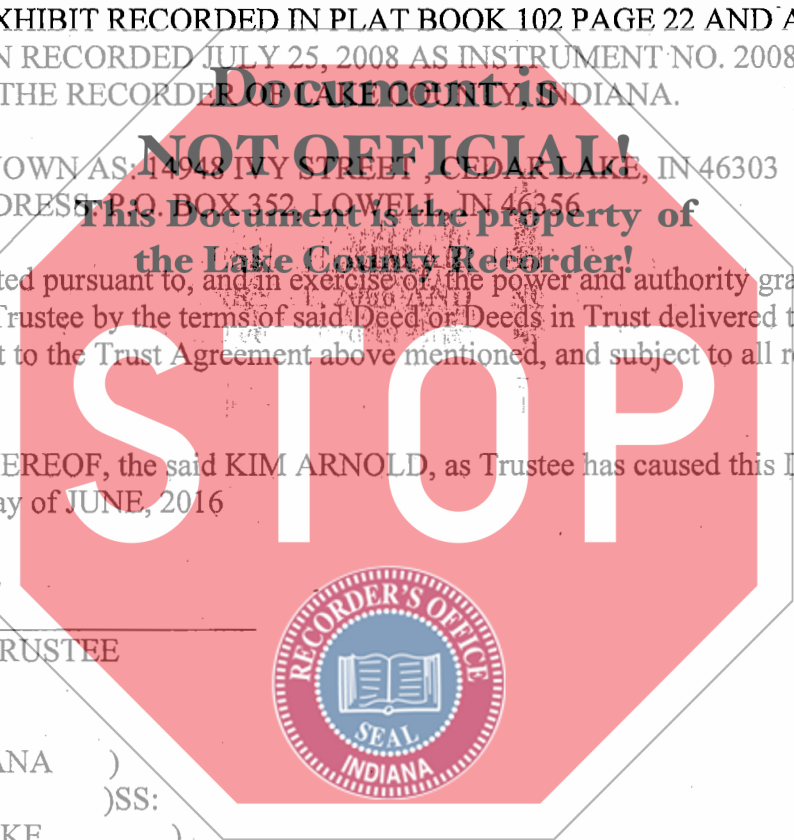 XHIBIT RECORDED IN PLAT BOOK 102 PAGE 22 AND A
N RECORDED JULY 25, 2008 AS INSTRUMENT NO. 2008
THE RECORDER OF LAKE COUNTY, INDIANA.
Document is
NOT OFFICIAL!
OWN AS: 14948 IVY STREET , CEDAR LAKE, IN 46303
DRESS: P.O. BOX 352, LOWELL, IN 46356
This Document is the property of
the Lake County Recorder!
ted pursuant to, and in exercise of, the power and authority gra
Trustee by the terms of said Deed or Deeds in Trust delivered t
t to the Trust Agreement above mentioned, and subject to all r
STOP
EREOF, the said KIM ARNOLD, as Trustee has caused this D
ay of JUNE, 2016
RECORDER'S OFFICE
SEAL
INDIANA
RUSTEE
ANA )
)SS:
KE )